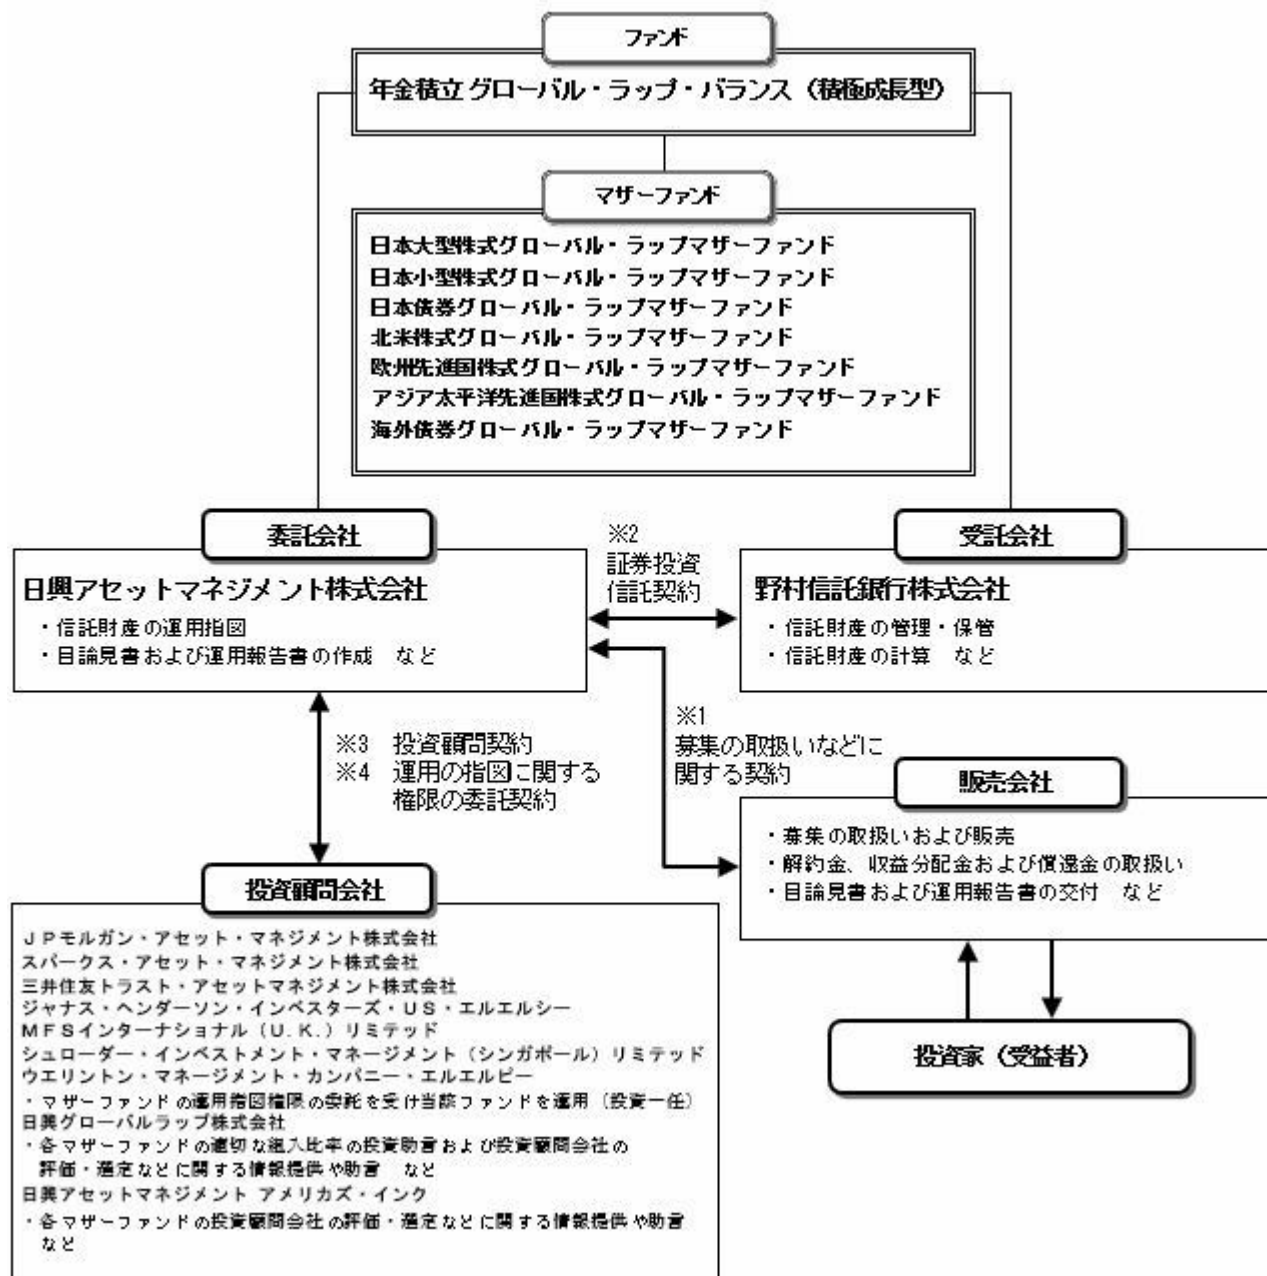 ファンド
年金積立 グローバル・ラップ・バランス（積極成長型）
マザーファンド
日本大型株式グローバル・ラップマザーファンド
日本小型株式グローバル・ラップマザーファンド
日本債券グローバル・ラップマザーファンド
北米株式グローバル・ラップマザーファンド
欧州先進国株式グローバル・ラップマザーファンド
アジア太平洋先進国株式グローバル・ラップマザーファンド
海外債券グローバル・ラップマザーファンド
委託会社
日興アセットマネジメント株式会社
・信託財産の運用指図
・目論見書および運用報告書の作成　など
※2
証券投資
信託契約
受託会社
野村信託銀行株式会社
・信託財産の管理・保管
・信託財産の計算　など
※3　投資顧問契約
※4　運用の指図に関する
権限の委託契約
※1
募集の取扱いなどに
関する契約
販売会社
・募集の取扱いおよび販売
・解約金、収益分配金および償還金の取扱い
・目論見書および運用報告書の交付　など
投資家（受益者）
投資顧問会社
ＪＰモルガン・アセット・マネジメント株式会社
スパークス・アセット・マネジメント株式会社
三井住友トラスト・アセットマネジメント株式会社
ジャナス・ヘンダーソン・インベスターズ・ＵＳ・エルエルシー
ＭＦＳインターナショナル（Ｕ．Ｋ．）リミテッド
シュローダー・インベストメント・マネージメント（シンガポール）リミテッド
ウエリントン・マネージメント・カンパニー・エルエルピー
・マザーファンドの運用指図権限の委託を受け当該ファンドを運用（投資一任）
日興グローバルラップ株式会社
・各マザーファンドの適切な組入比率の投資助言および投資顧問会社の
評価・選定などに関する情報提供や助言　など
日興アセットマネジメント アメリカズ・インク
・各マザーファンドの投資顧問会社の評価・選定などに関する情報提供や助言
など